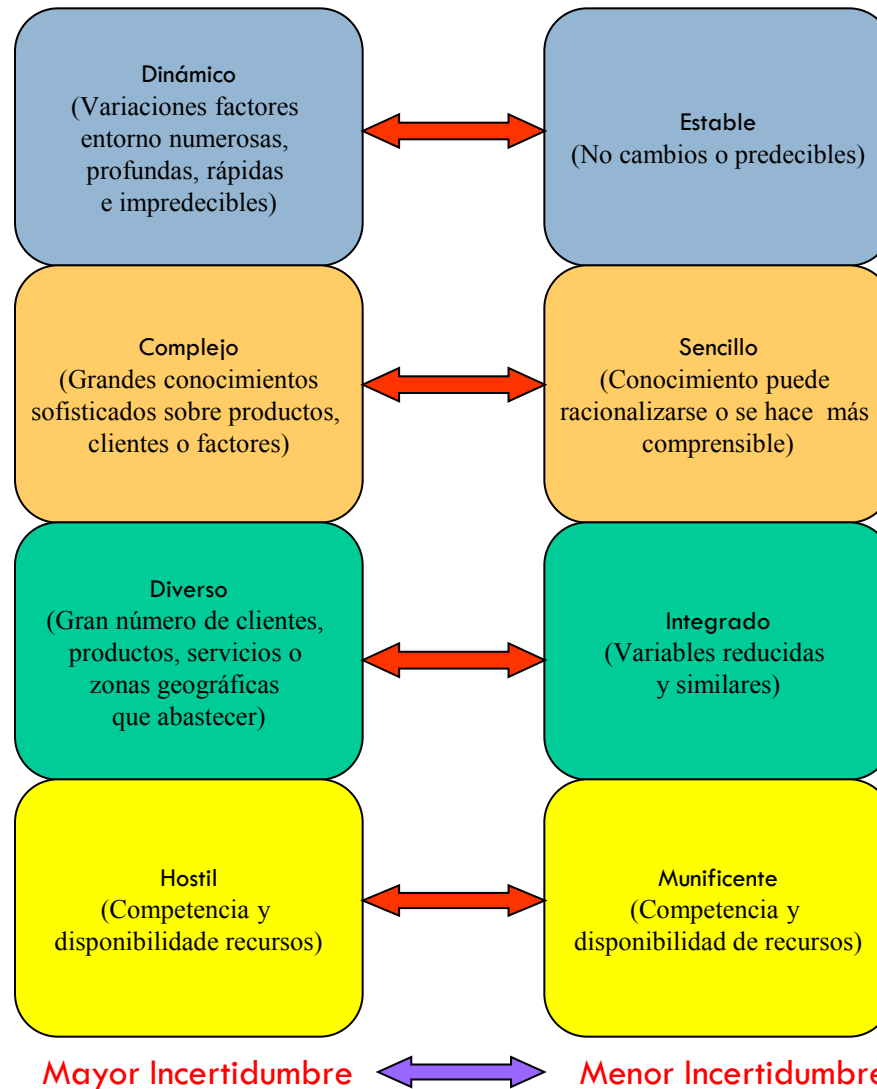 Dinámico
(Variaciones factores
entorno numerosas,
profundas, rápidas
e impredecibles)
Estable
(No cambios o predecibles)
Complejo
(Grandes conocimientos
sofisticados sobre productos,
clientes o factores)
Sencillo
(Conocimiento puede
racionalizarse o se hace más
comprensible)
Diverso
(Gran número de clientes,
productos, servicios o
zonas geográficas
que abastecer)
Integrado
(Variables reducidas
y similares)
Hostil
(Competencia y
disponibilidade recursos)
Munificente
(Competencia y
disponibilidad de recursos)
Mayor Incertidumbre
Menor Incertidumbre